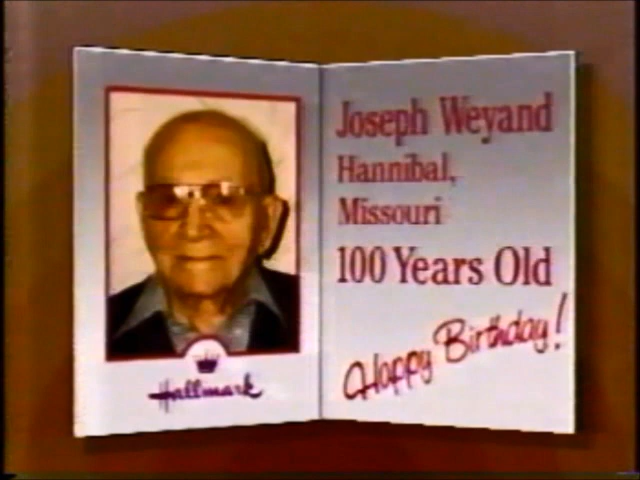 Hallmark
Joseph Weyand
Hannibal,
Missouri
100 Years Old
Happy Birthday!